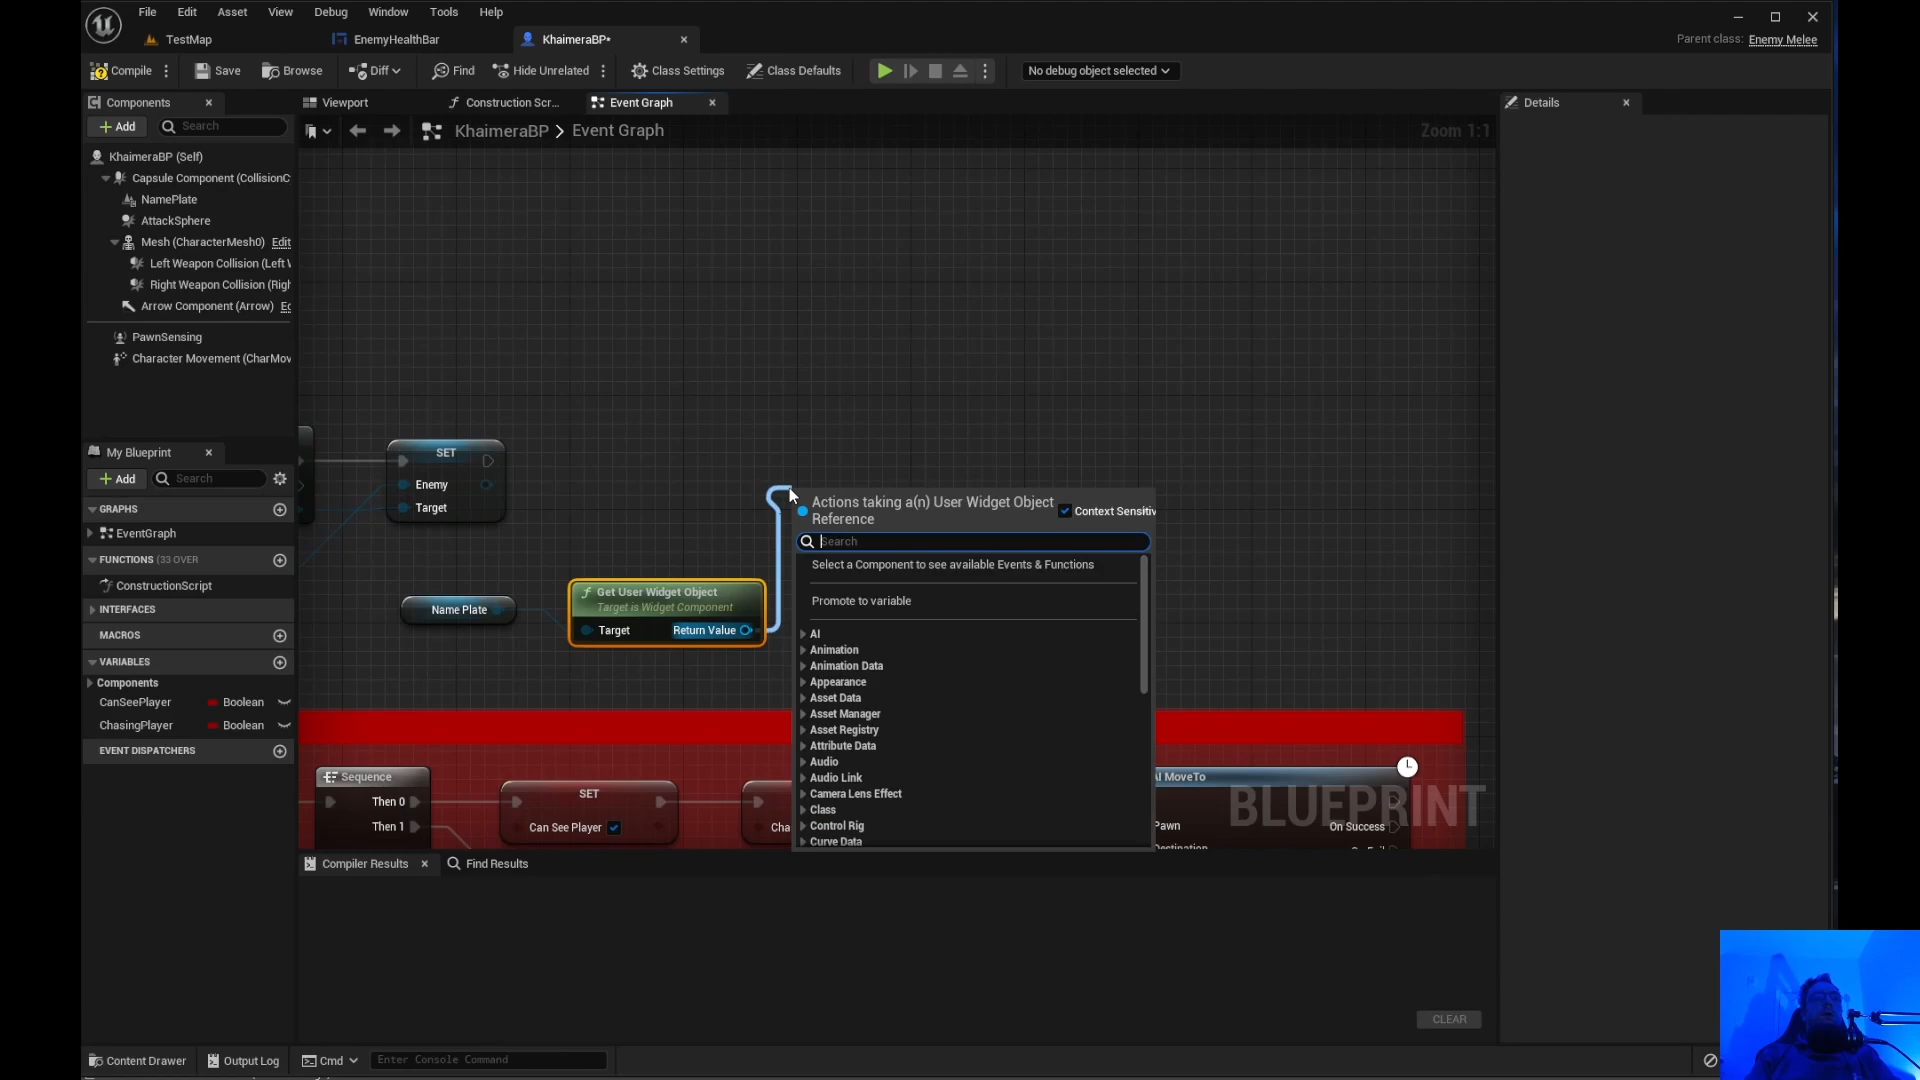 File Edit Asset View Debug Window Tools Help
TestMap EnemyHealthBar KhaimeraBP*
Parent class: Enemy Melee
Compile Save Browse Diff Find Hide Unrelated Class Settings Class Defaults No debug object selected
Components
Add Search
KhaimeraBP (Self)
Capsule Component (CollisionC
NamePlate
AttackSphere
Mesh (CharacterMesh0) Edit
Left Weapon Collision (Left W
Right Weapon Collision (Righ
Arrow Component (Arrow) Ec
PawnSensing
Character Movement (CharMov
My Blueprint
Add Search
GRAPHS
EventGraph
FUNCTIONS (33 OVER
ConstructionScript
INTERFACES
MACROS
VARIABLES
Components
CanSeePlayer Boolean
ChasingPlayer Boolean
EVENT DISPATCHERS
Viewport Construction Scr... Event Graph
KhaimeraBP > Event Graph
Zoom 1:1
SET
Enemy
Target
Name Plate
Get User Widget Object
Target is Widget Component
Target Return Value
Actions taking a(n) User Widget Object
Reference
Context Sensitiv
Search
Select a Component to see available Events & Functions
Promote to variable
AI
Animation
Animation Data
Appearance
Asset Data
Asset Manager
Asset Registry
Attribute Data
Audio
Audio Link
Camera Lens Effect
Class
Control Rig
Curve Data
Sequence
Then 0
Then 1
SET
Can See Player
Cha
AI MoveTo
Pawn
On Success
BLUEPRINT
Compiler Results Find Results
CLEAR
Details
Content Drawer Output Log Cmd Enter Console Command